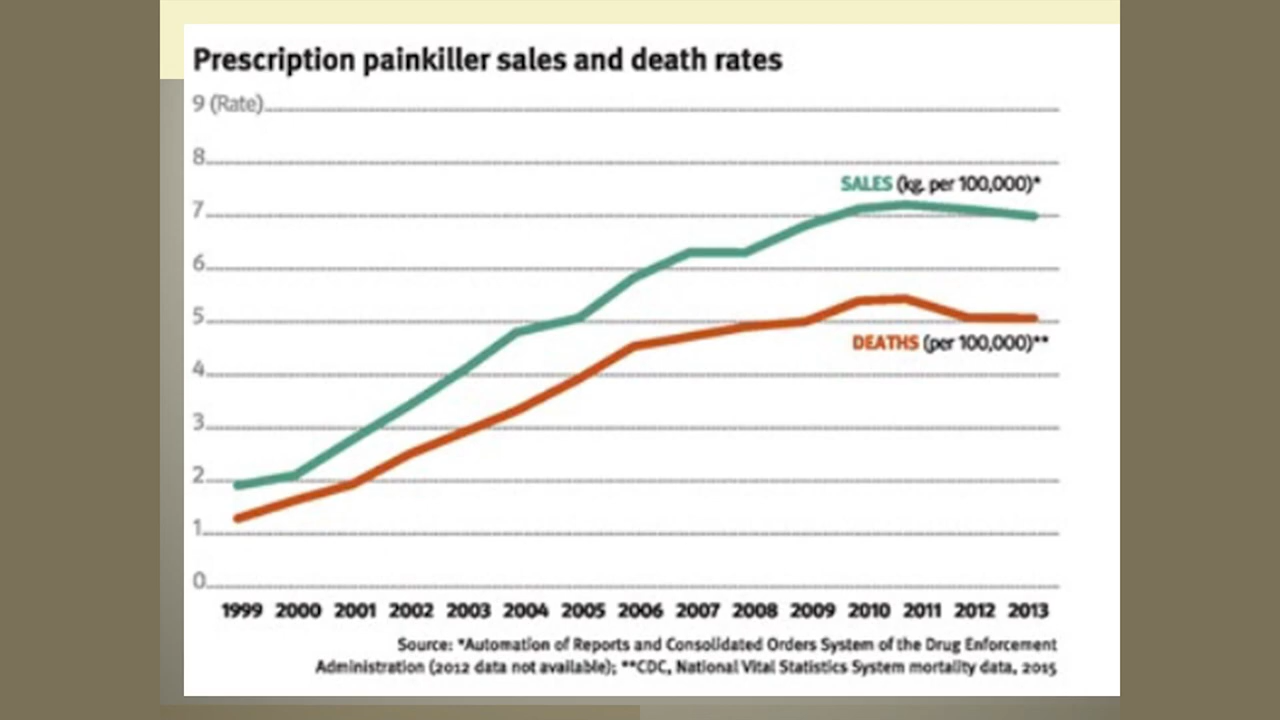 Prescription painkiller sales and death rates
9 (Rate)
8
SALES (kg. per 100,000)*
7
6
5
DEATHS (per 100,000)**
4
3
2
1
0
1999 2000 2001 2002 2003 2004 2005 2006 2007 2008 2009 2010 2011 2012 2013
Source: *Automation of Reports and Consolidated Orders System of the Drug Enforcement
Administration (2012 data not available); **CDC, National Vital Statistics System mortality data, 2015